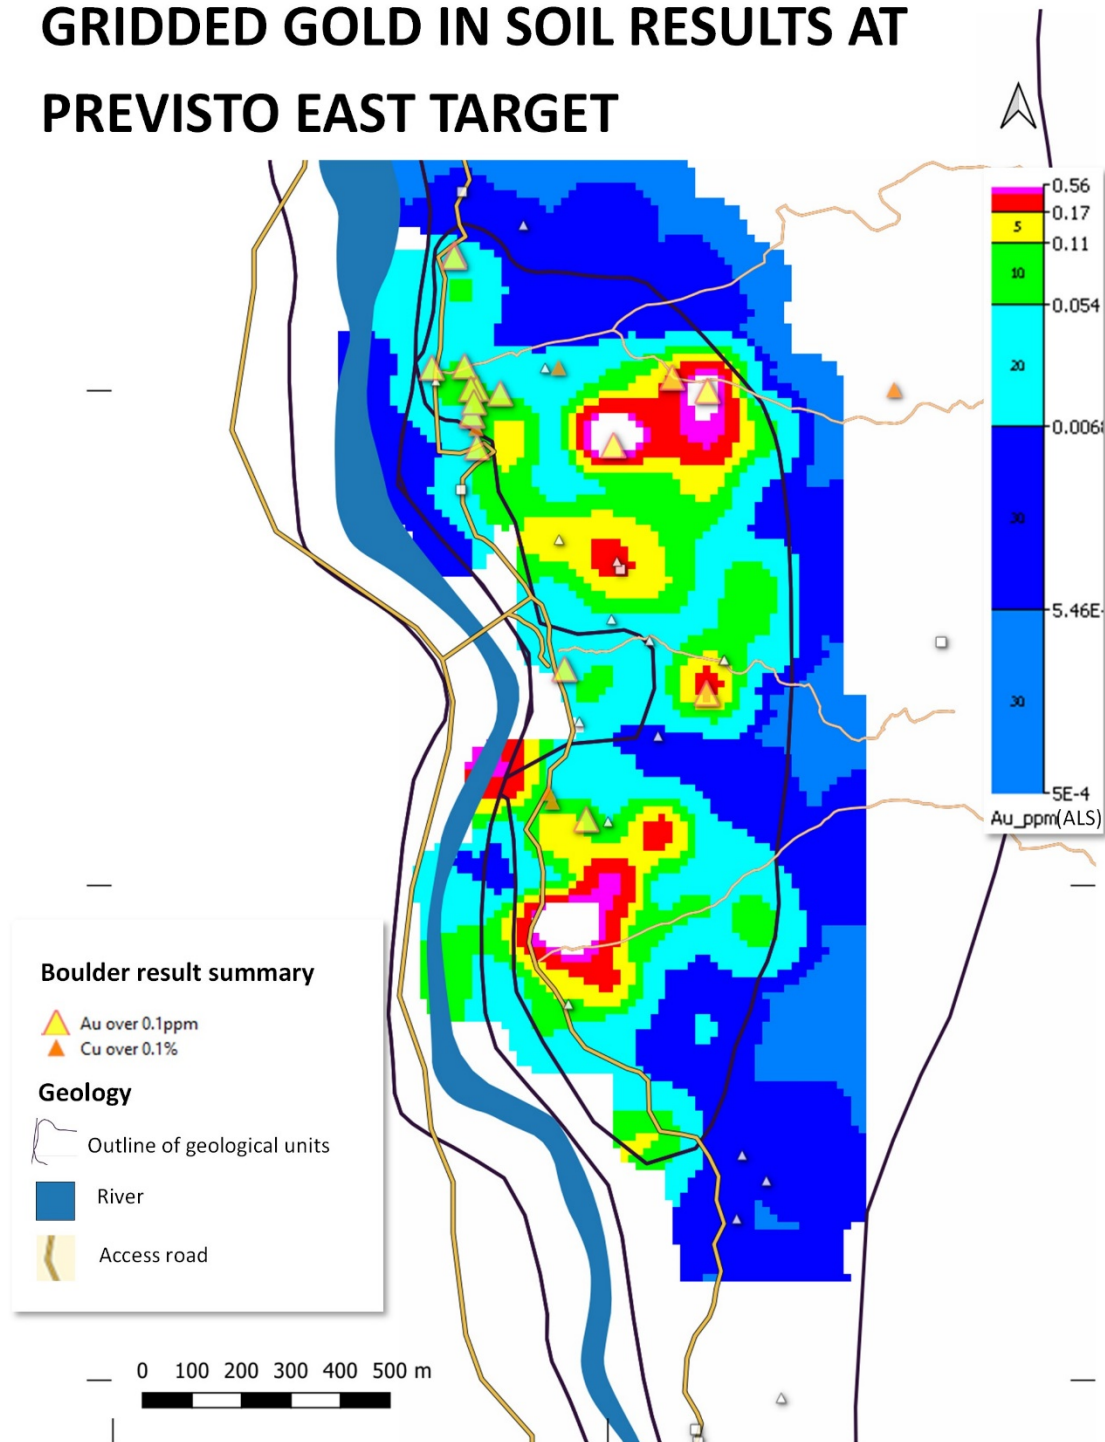 GRIDDED GOLD IN SOIL RESULTS AT
PREVISTO EAST TARGET
0.56
0.17
5
0.11
10
0.054
20
0.006
30
5.46E-
30
5E-4
Au_ppm(ALS)
Boulder result summary
Au over 0.1ppm
Cu over 0.1%
Geology
Outline of geological units
River
Access road
0 100 200 300 400 500 m